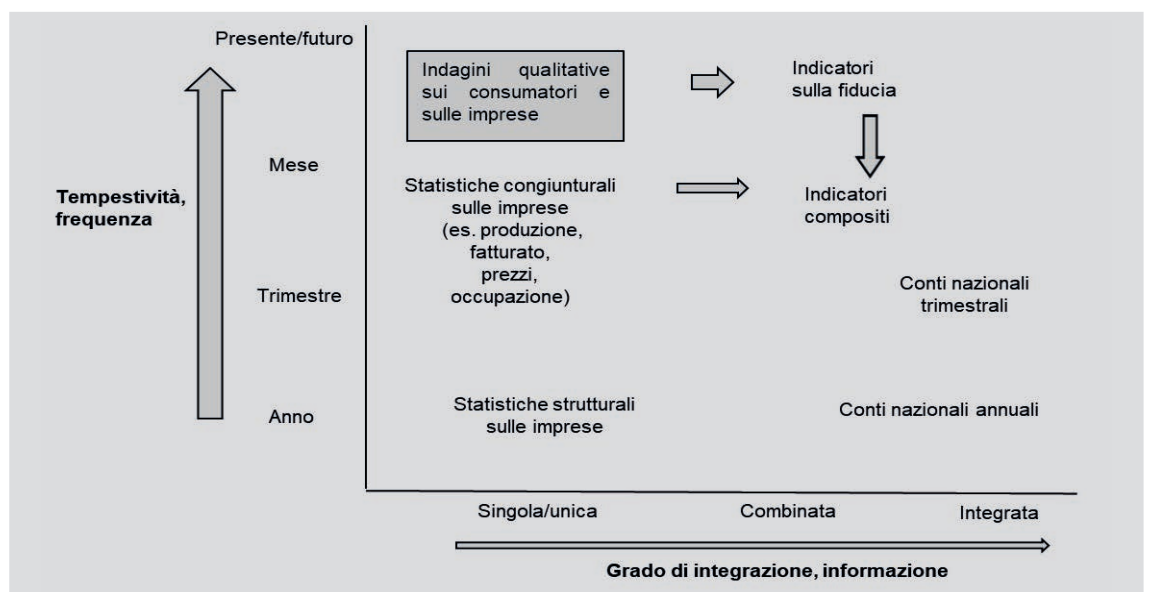 Presente/futuro
Indagini qualitative
sui consumatori e
sulle imprese
Indicatori
sulla fiducia
Mese
Tempestività,
frequenza
Statistiche congiunturali
sulle imprese
(es. produzione,
fatturato,
prezzi,
occupazione)
Indicatori
compositi
Trimestre
Conti nazionali
trimestrali
Anno
Statistiche strutturali
sulle imprese
Conti nazionali annuali
Singola/unica
Combinata
Integrata
Grado di integrazione, informazione